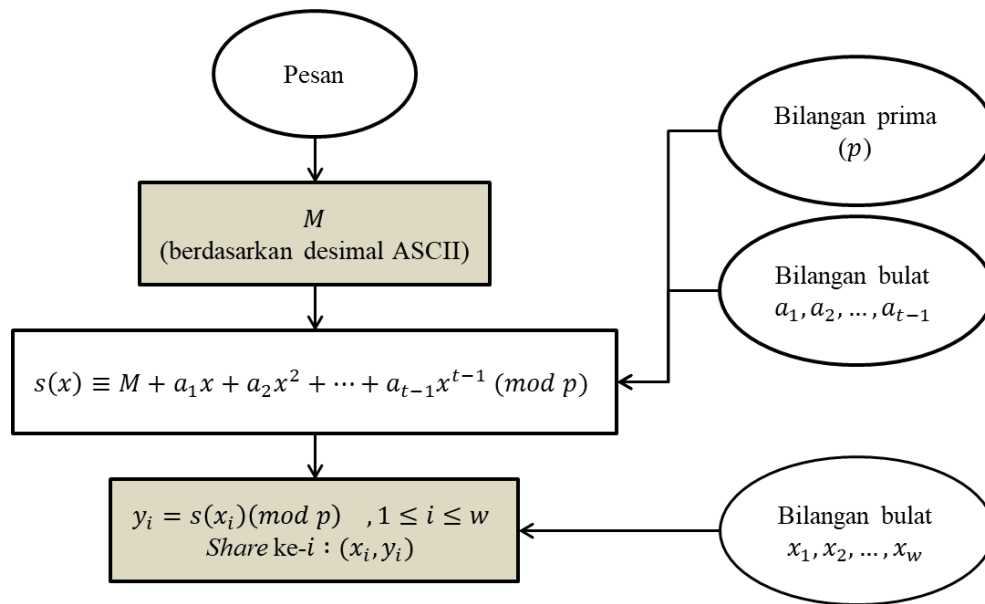 Pesan
M
(berdasarkan desimal ASCII)
s(x) ≡ M + a₁x + a₂x² + ⋯ + aₜ₋₁xᵗ⁻¹ (mod p)
yᵢ = s(xᵢ)(mod p) , 1 ≤ i ≤ w
Share ke-i : (xᵢ, yᵢ)
Bilangan prima
(p)
Bilangan bulat
a₁, a₂, … , aₜ₋₁
Bilangan bulat
x₁, x₂, … , x_w